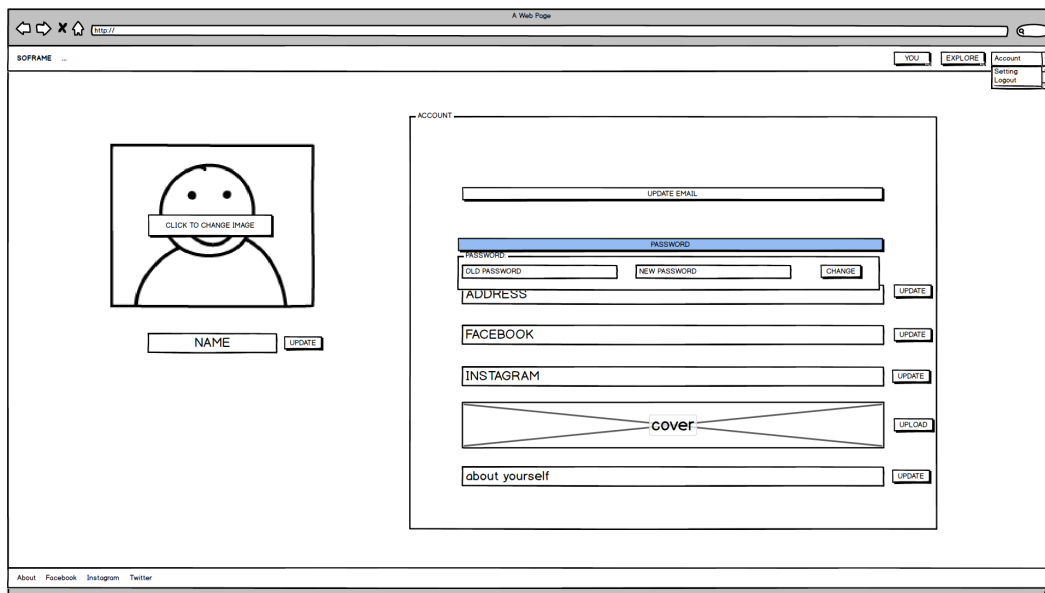 A Web Page
http://
SOFRAME ...
YOU
EXPLORE
Account
Setting
Logout
ACCOUNT
CLICK TO CHANGE IMAGE
NAME
UPDATE
UPDATE EMAIL
PASSWORD
PASSWORD:
OLD PASSWORD
NEW PASSWORD
CHANGE
ADDRESS
UPDATE
FACEBOOK
UPDATE
INSTAGRAM
UPDATE
cover
UPLOAD
about yourself
UPDATE
About Facebook Instagram Twitter